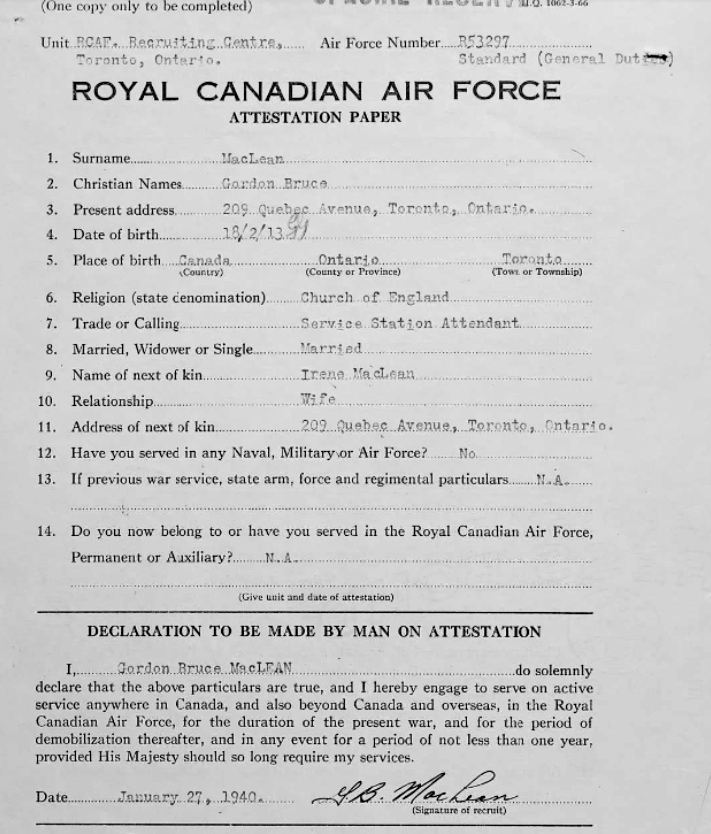 (One copy only to be completed) M.Q. 1062-3-66
Unit RCAF. Recruiting Centre, Air Force Number R53297
Toronto, Ontario. Standard (General Duties)
ROYAL CANADIAN AIR FORCE
ATTESTATION PAPER
1. Surname MacLean
2. Christian Names Gordon Bruce
3. Present address 209 Quebec Avenue, Toronto, Ontario.
4. Date of birth 18/2/13
5. Place of birth Canada Ontario Toronto
(Country) (County or Province) (Town or Township)
6. Religion (state denomination) Church of England
7. Trade or Calling Service Station Attendant
8. Married, Widower or Single Married
9. Name of next of kin Irene MacLean
10. Relationship Wife
11. Address of next of kin 209 Quebec Avenue, Toronto, Ontario.
12. Have you served in any Naval, Military or Air Force? No
13. If previous war service, state arm, force and regimental particulars N.A.
14. Do you now belong to or have you served in the Royal Canadian Air Force,
Permanent or Auxiliary? N.A.
(Give unit and date of attestation)
DECLARATION TO BE MADE BY MAN ON ATTESTATION
I, Gordon Bruce MacLEAN do solemnly
declare that the above particulars are true, and I hereby engage to serve on active
service anywhere in Canada, and also beyond Canada and overseas, in the Royal
Canadian Air Force, for the duration of the present war, and for the period of
demobilization thereafter, and in any event for a period of not less than one year,
provided His Majesty should so long require my services.
Date January 27, 1940. G.B. MacLean
(Signature of recruit)